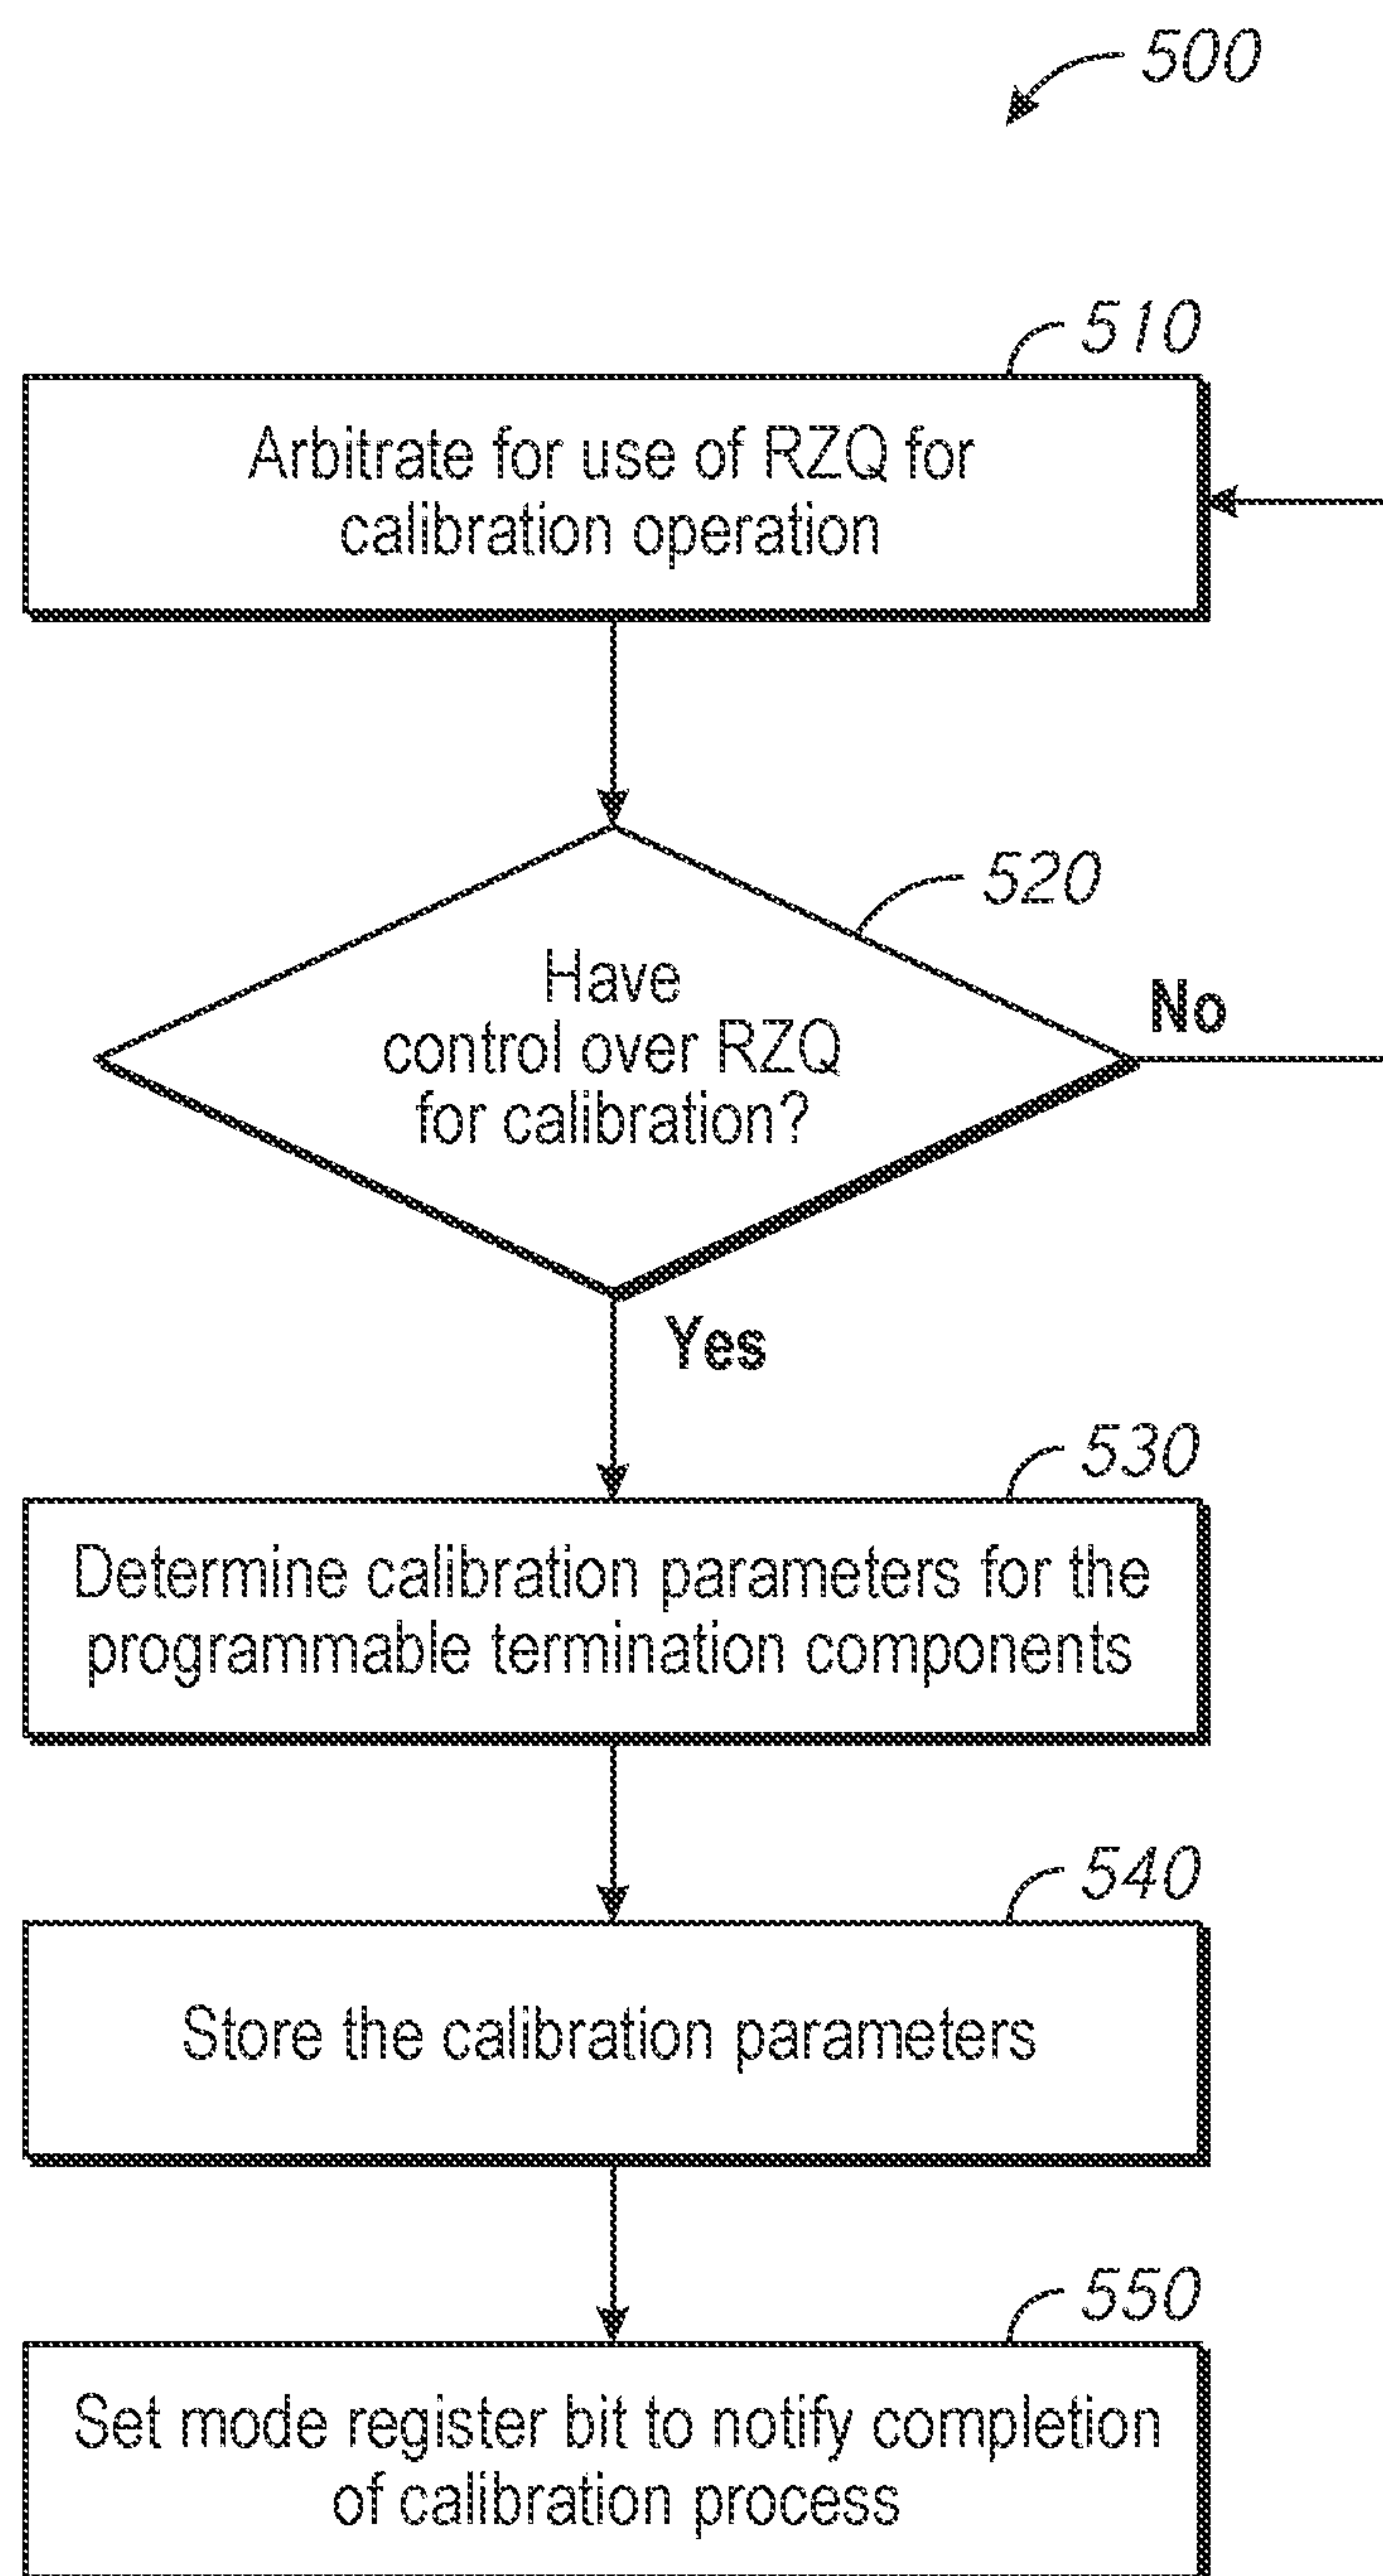 500
510
Arbitrate for use of RZQ for
calibration operation
520
Have
control over RZQ
for calibration?
No
Yes
530
Determine calibration parameters for the
programmable termination components
540
Store the calibration parameters
550
Set mode register bit to notify completion
of calibration process